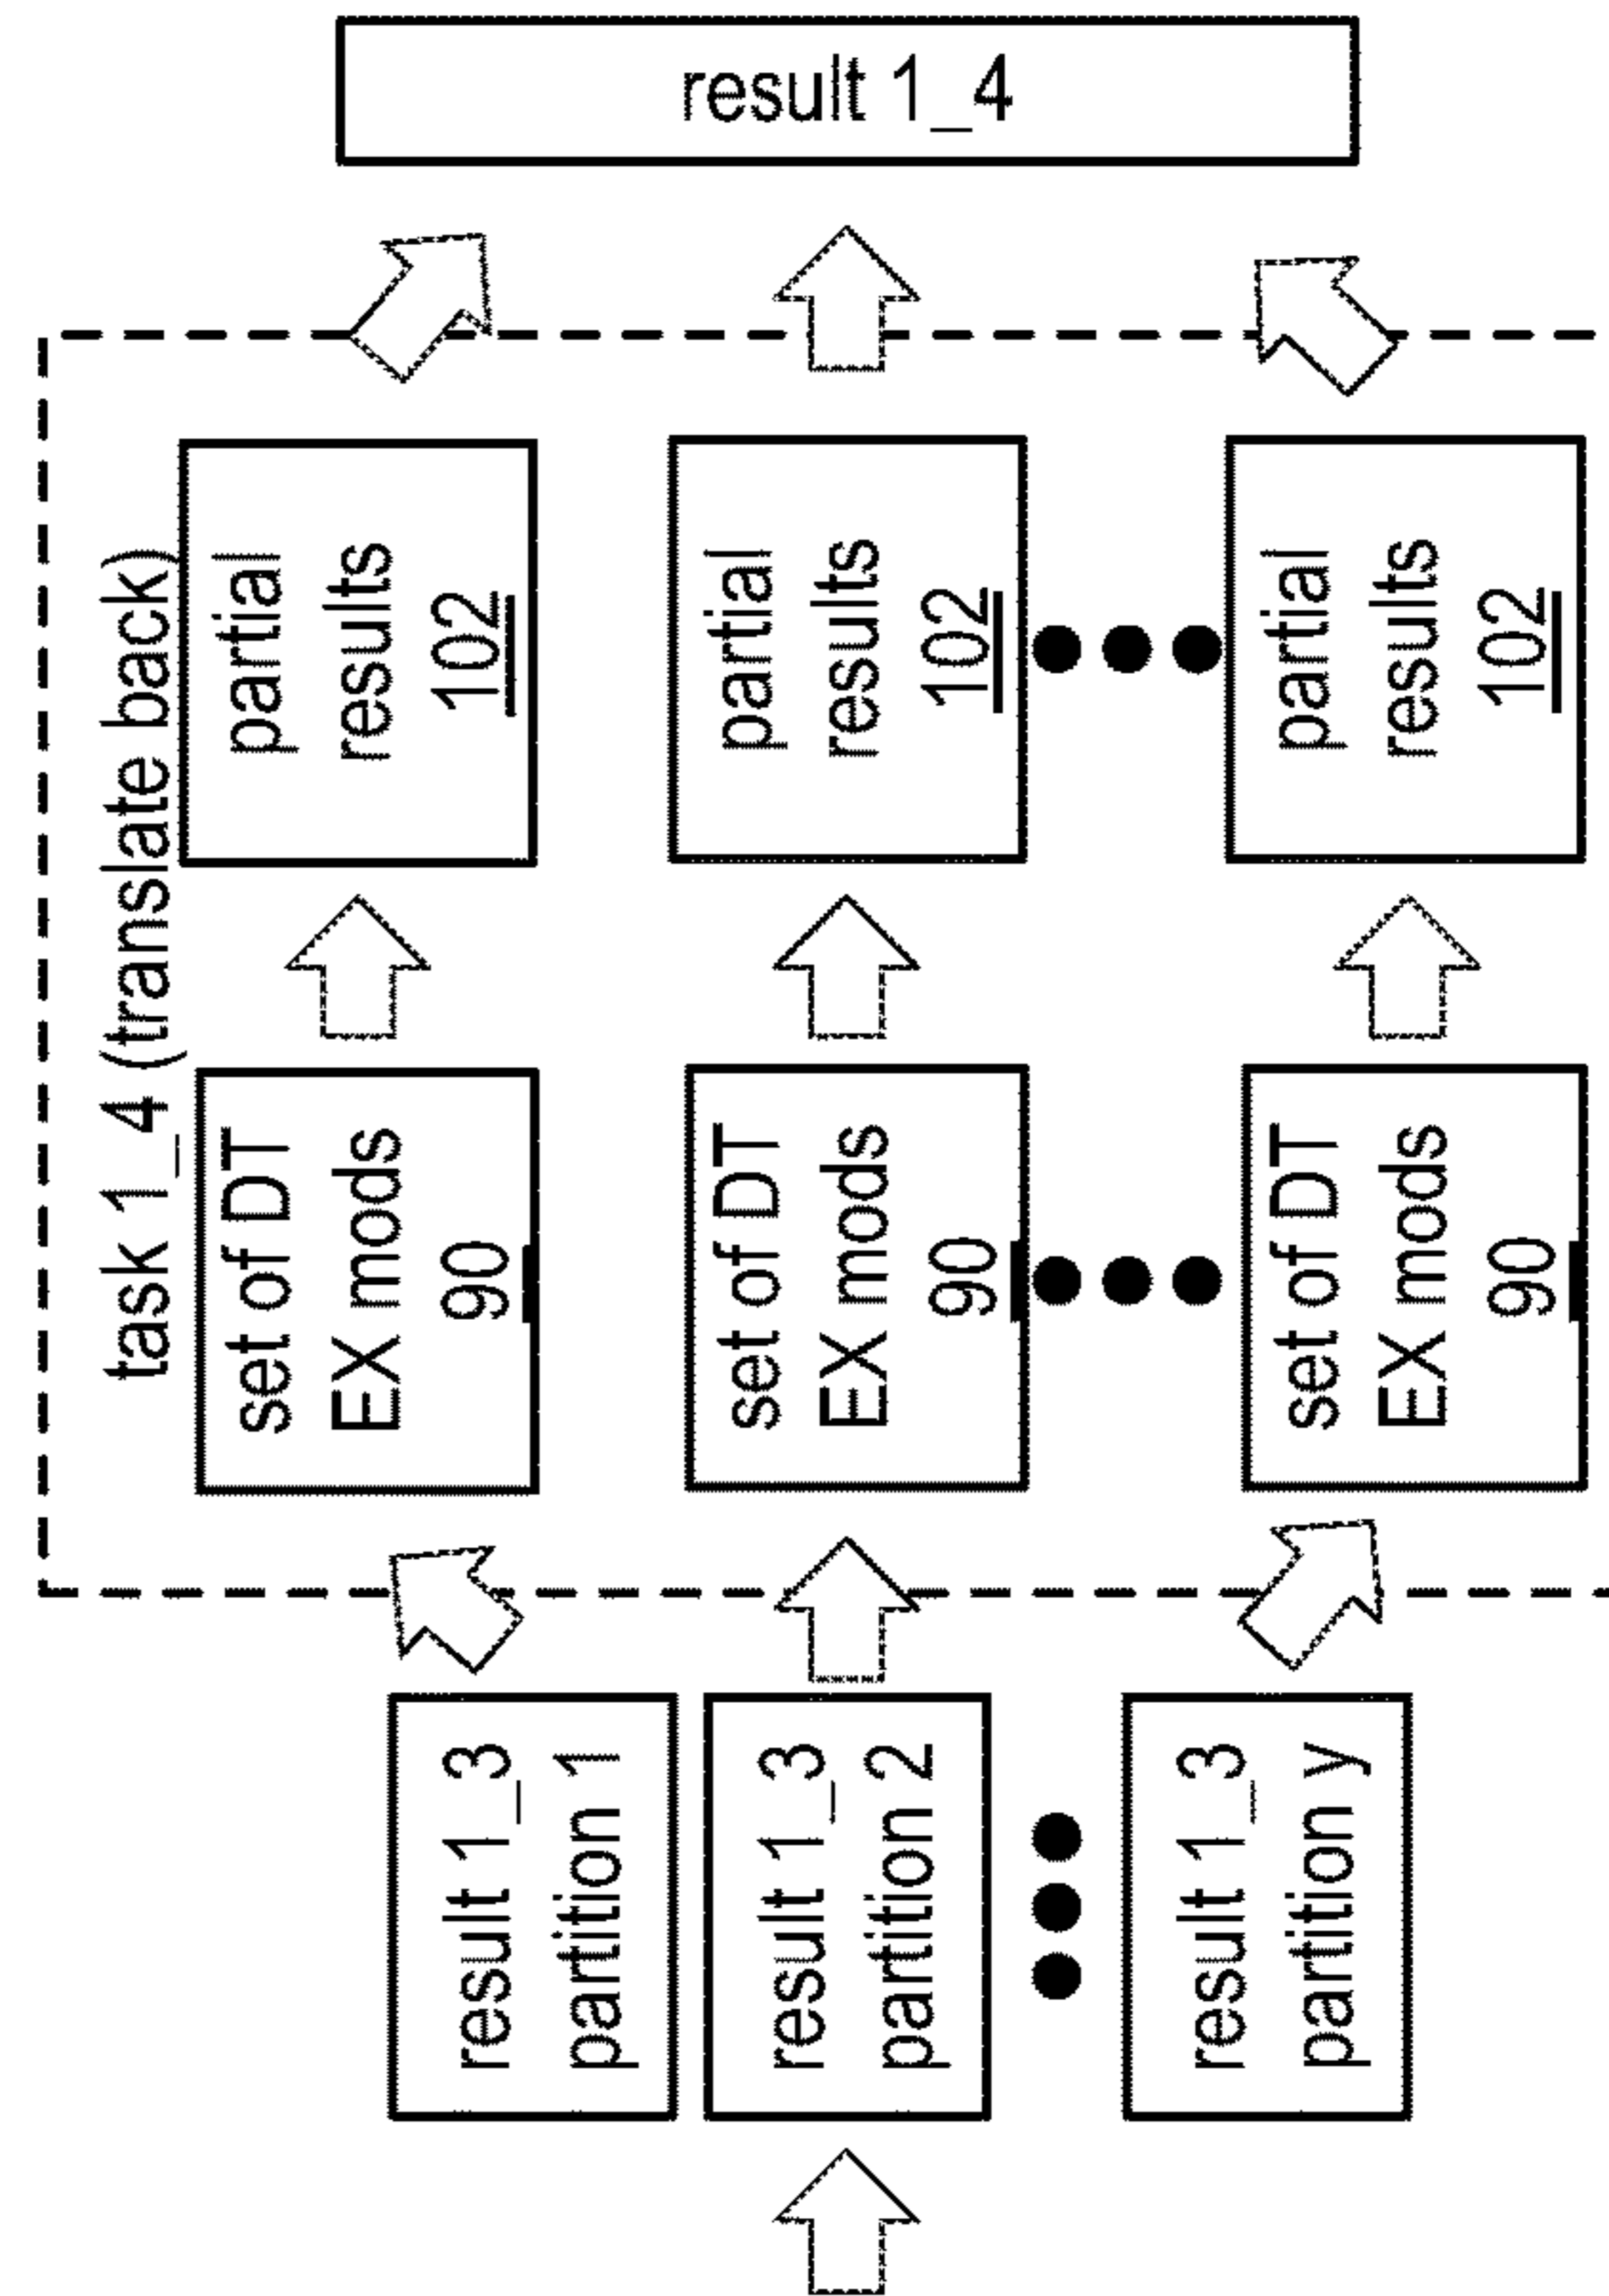 result 1_4
task 1_4 (translate back)
partial
results
102
partial
results
102
partial
results
102
set of DT
EX mods
90
set of DT
EX mods
90
set of DT
EX mods
90
result 1_3
partition 1
result 1_3
partition 2
result 1_3
partition y